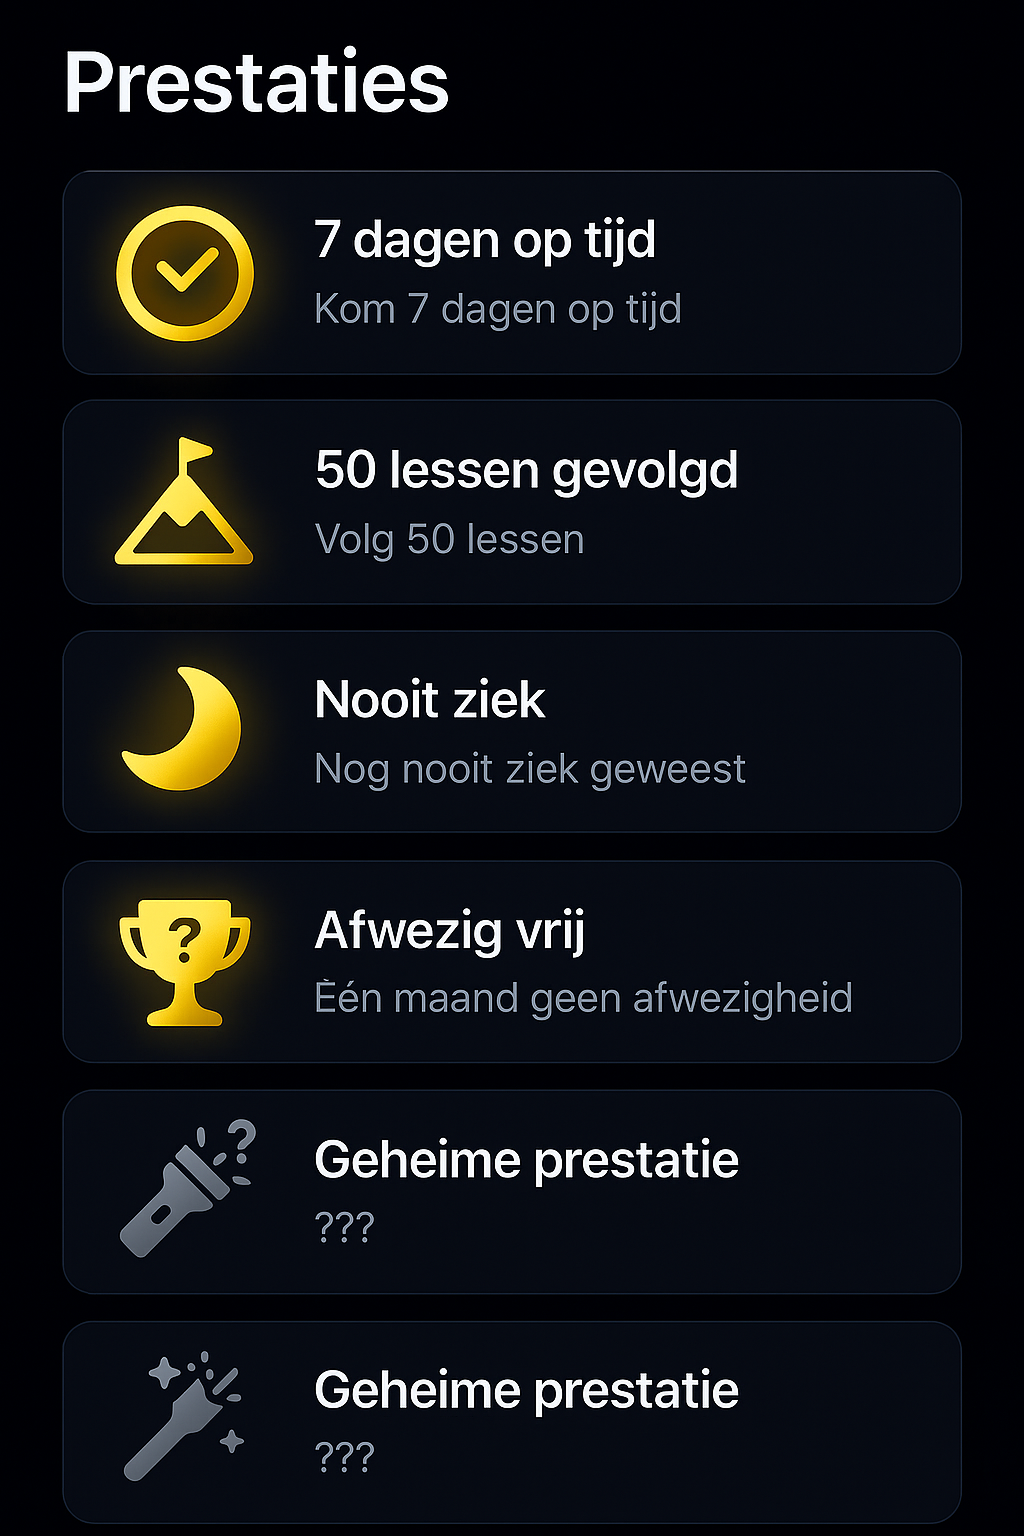 Prestaties
7 dagen op tijd
Kom 7 dagen op tijd
50 lessen gevolgd
Volg 50 lessen
Nooit ziek
Nog nooit ziek geweest
?
Afwezig vrij
Èén maand geen afwezigheid
?
Geheime prestatie
???
Geheime prestatie
???